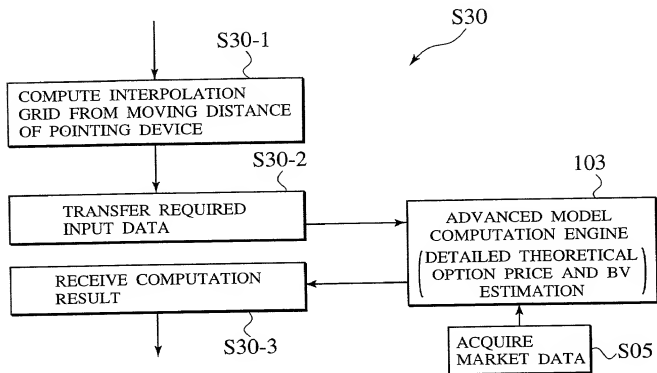 S30
S30-1
COMPUTE INTERPOLATION
GRID FROM MOVING DISTANCE
OF POINTING DEVICE
S30-2
TRANSFER REQUIRED
INPUT DATA
RECEIVE COMPUTATION
RESULT
S30-3
103
ADVANCED MODEL
COMPUTATION ENGINE
(DETAILED THEORETICAL
OPTION PRICE AND BV
ESTIMATION)
ACQUIRE
MARKET DATA
S05